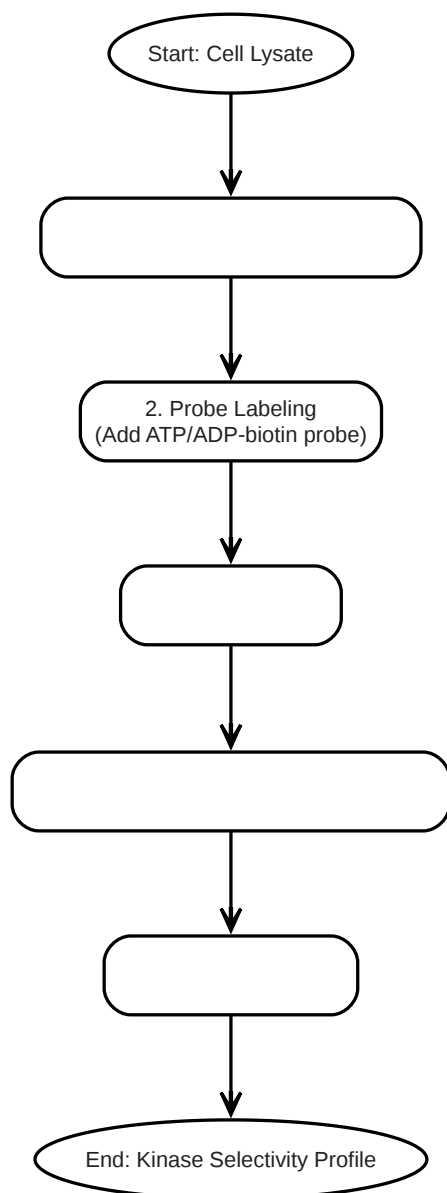 Start: Cell Lysate
2. Probe Labeling
(Add ATP/ADP-biotin probe)
End: Kinase Selectivity Profile